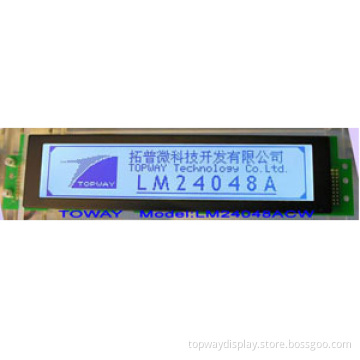 拓普微科技开发有限公司
TOPWAY Technology Co.Ltd.
LM24048A
TOPWAY
TOWAY Model:LM24048ACW
topwaydisplay.store.bossgoo.com